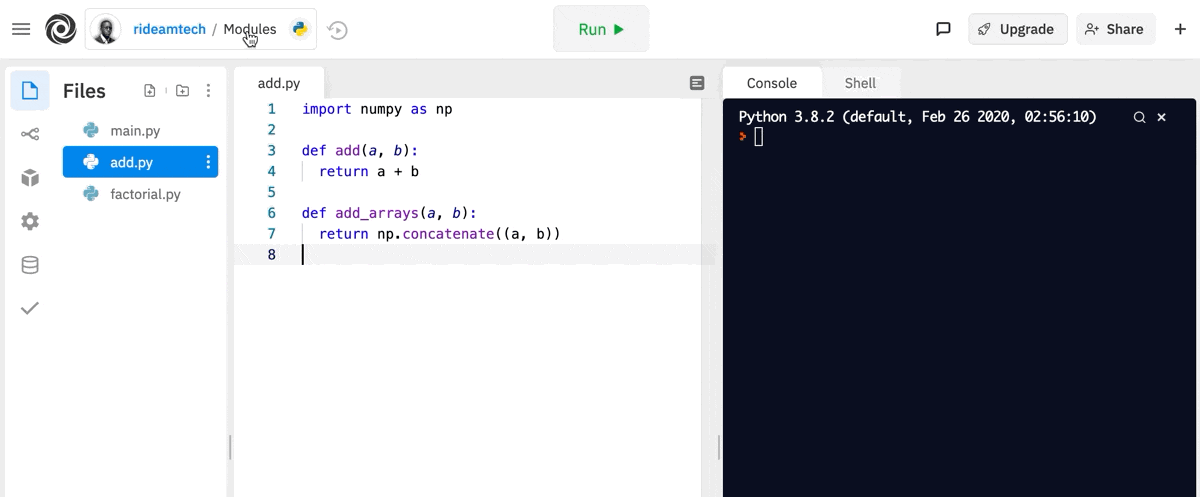 rideamtech / Modules
Run
Upgrade
Share
Files
main.py
add.py
factorial.py
add.py
1 import numpy as np
2
3 def add(a, b):
4   return a + b
5
6 def add_arrays(a, b):
7   return np.concatenate((a, b))
8
Console
Shell
Python 3.8.2 (default, Feb 26 2020, 02:56:10)